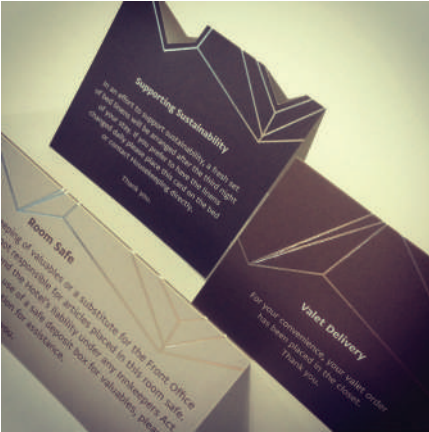 Supporting Sustainability
In an effort to support sustainability, a fresh set
of bed linens will be arranged after the third night
of your stay. If you prefer to have the linens
changed daily please place this card on the bed
or contact Housekeeping directly.
Thank you.
Room Safe
eeping of valuables or a substitute for the Front Office
not responsible for articles placed in this room safe.
nd the Hotel's liability under any Innkeepers Act
use of a safe deposit box for valuables, plea
tion for assistance.
Valet Delivery
For your convenience, your valet order
has been placed in the closet.
Thank you.